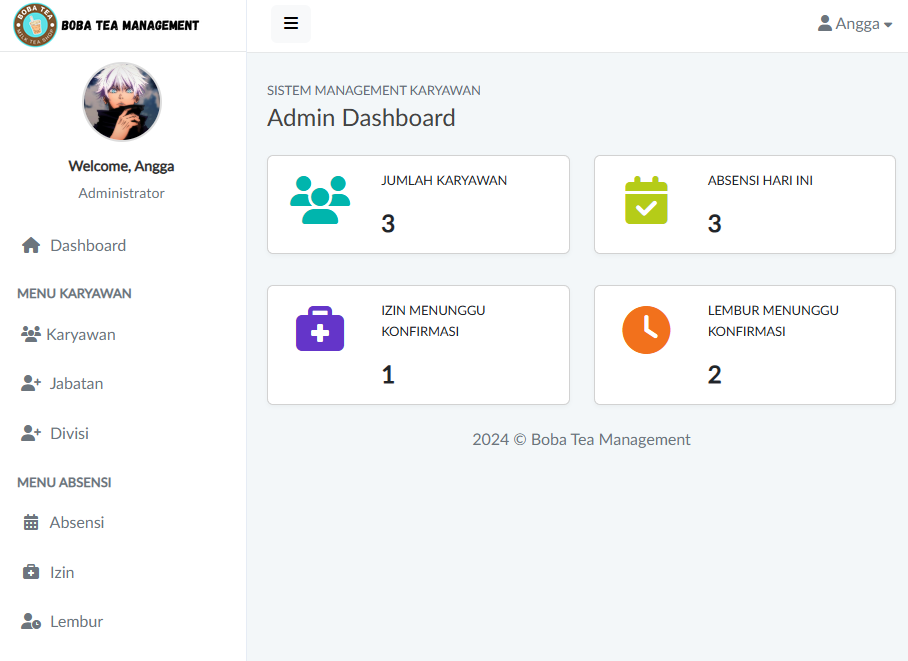 BOBA TEA
MILK TEA SHOP
BOBA TEA MANAGEMENT
Angga
Welcome, Angga
Administrator
Dashboard
MENU KARYAWAN
Karyawan
Jabatan
Divisi
MENU ABSENSI
Absensi
Izin
Lembur
SISTEM MANAGEMENT KARYAWAN
Admin Dashboard
JUMLAH KARYAWAN
3
ABSENSI HARI INI
3
IZIN MENUNGGU
KONFIRMASI
1
LEMBUR MENUNGGU
KONFIRMASI
2
2024 © Boba Tea Management